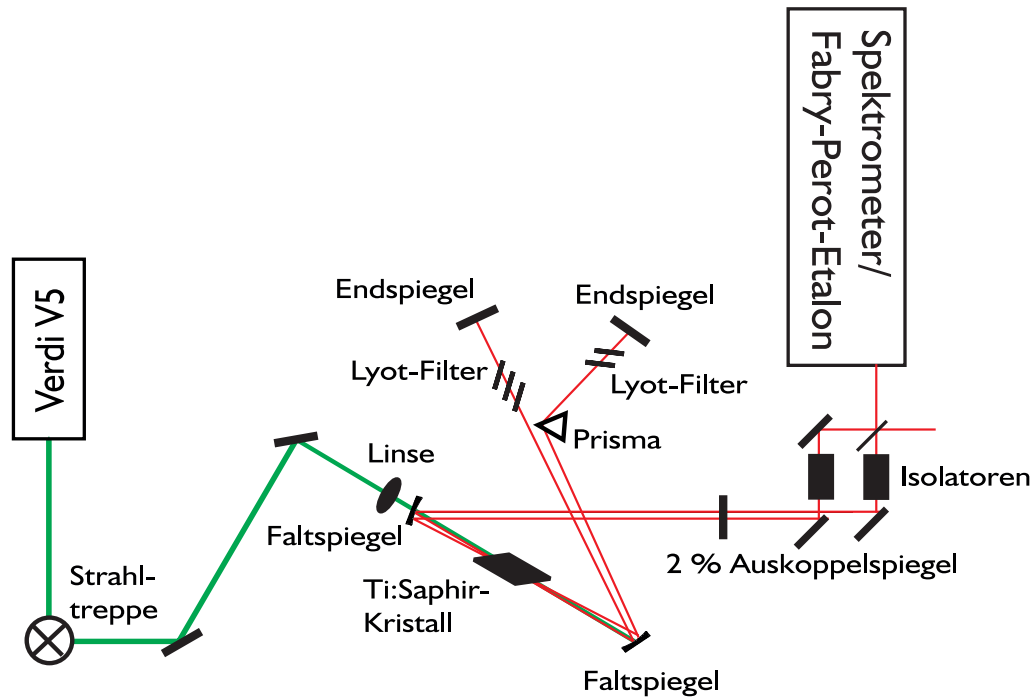 Spektrometer/
Fabry-Perot-Etalon
Verdi V5
Endspiegel
Endspiegel
Lyot-Filter
Lyot-Filter
Prisma
Linse
Isolatoren
Faltspiegel
2 % Auskoppelspiegel
Strahl-
treppe
Ti:Saphir-
Kristall
Faltspiegel